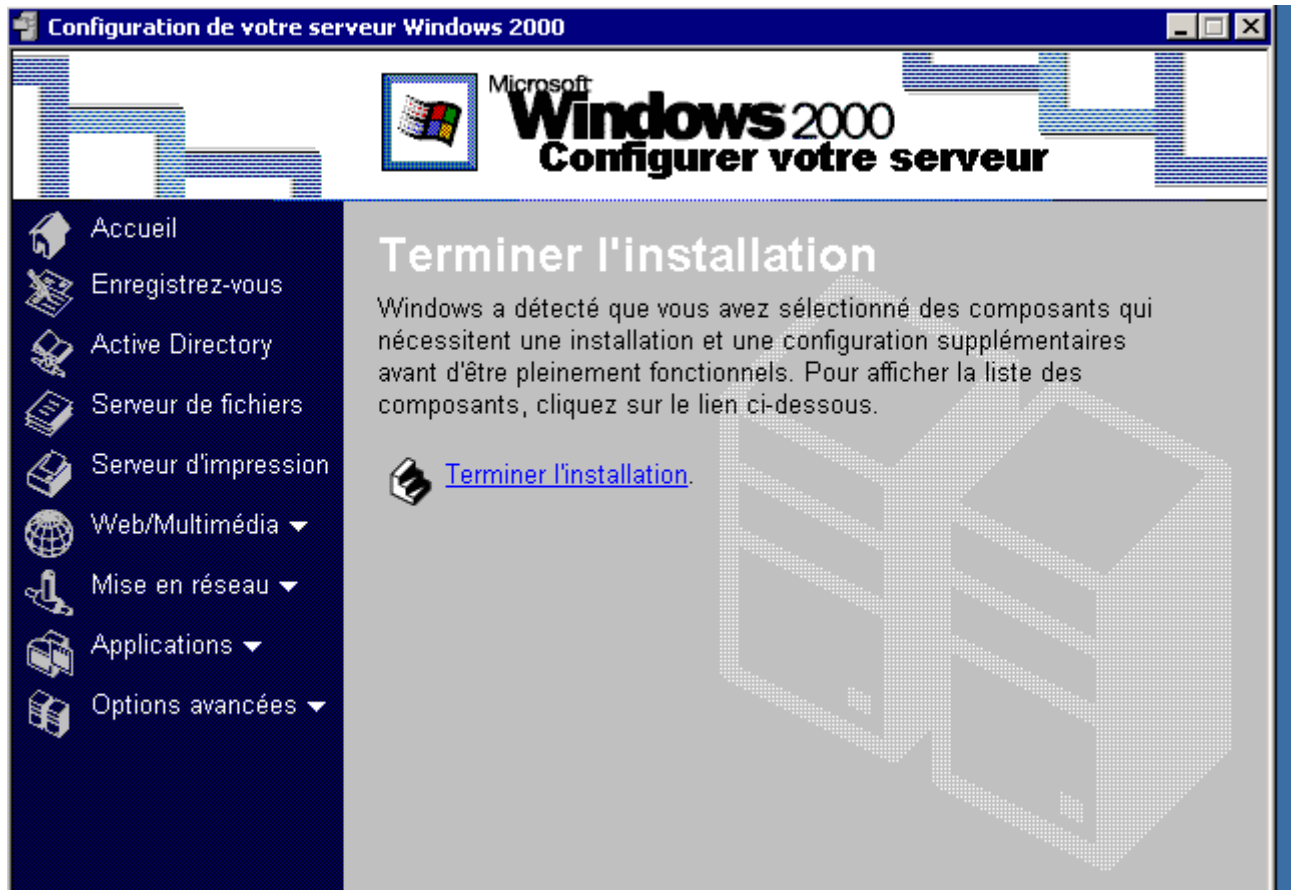 Configuration de votre serveur Windows 2000
Microsoft
Windows 2000
Configurer votre serveur
Accueil
Enregistrez-vous
Active Directory
Serveur de fichiers
Serveur d'impression
Web/Multimédia
Mise en réseau
Applications
Options avancées
Terminer l'installation
Windows a détecté que vous avez sélectionné des composants qui
nécessitent une installation et une configuration supplémentaires
avant d'être pleinement fonctionnels. Pour afficher la liste des
composants, cliquez sur le lien ci-dessous.
Terminer l'installation.